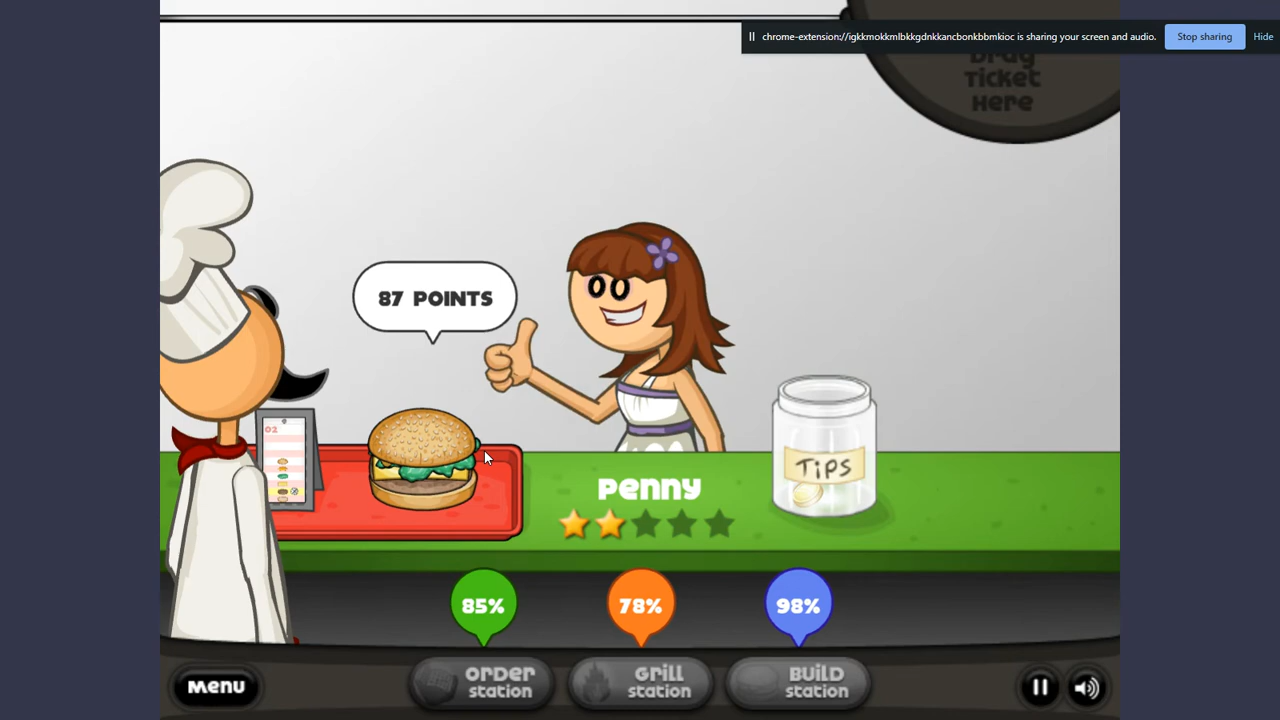 chrome-extension://igkkmokkmlbkkgdnkkancbonkbbmkioc is sharing your screen and audio.
Stop sharing
Hide
Drag
Ticket
Here
87 POINTS
02
TIPS
Penny
85%
78%
98%
Menu
Order
station
Grill
station
Build
station